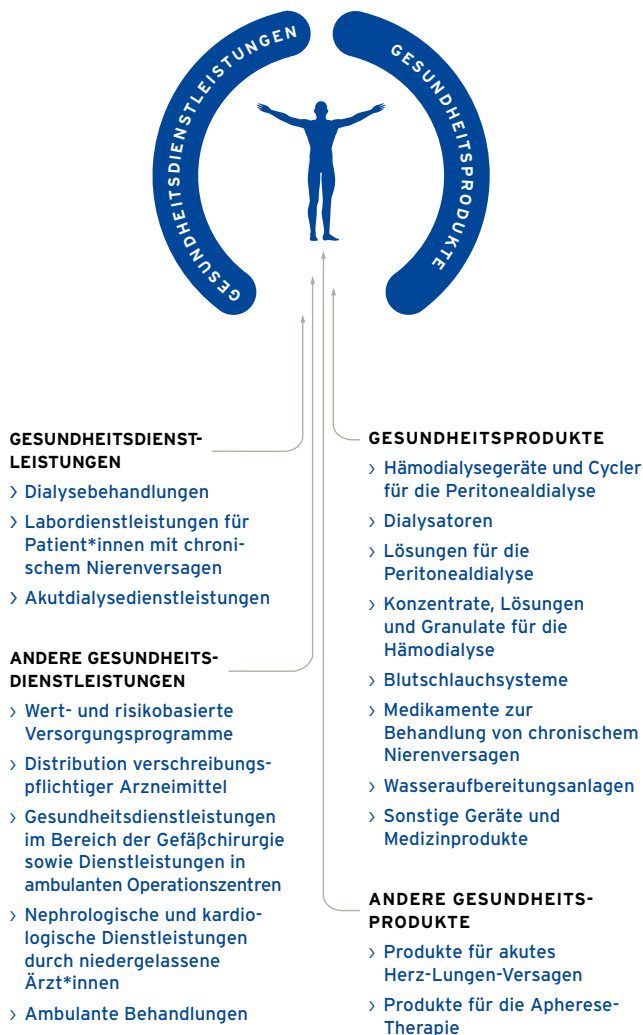 GESUNDHEITSDIENSTLEISTUNGEN
GESUNDHEITSPRODUKTE
GESUNDHEITSDIENST-
LEISTUNGEN
› Dialysebehandlungen
› Labordienstleistungen für
Patient*innen mit chroni-
schem Nierenversagen
› Akutdialysedienstleistungen
ANDERE GESUNDHEITS-
DIENSTLEISTUNGEN
› Wert- und risikobasierte
Versorgungsprogramme
› Distribution verschreibungs-
pflichtiger Arzneimittel
› Gesundheitsdienstleistungen
im Bereich der Gefäßchirurgie
sowie Dienstleistungen in
ambulanten Operationszentren
› Nephrologische und kardio-
logische Dienstleistungen
durch niedergelassene
Ärzt*innen
› Ambulante Behandlungen
GESUNDHEITSPRODUKTE
› Hämodialysegeräte und Cycler
für die Peritonealdialyse
› Dialysatoren
› Lösungen für die
Peritonealdialyse
› Konzentrate, Lösungen
und Granulate für die
Hämodialyse
› Blutschlauchsysteme
› Medikamente zur
Behandlung von chronischem
Nierenversagen
› Wasseraufbereitungsanlagen
› Sonstige Geräte und
Medizinprodukte
ANDERE GESUNDHEITS-
PRODUKTE
› Produkte für akutes
Herz-Lungen-Versagen
› Produkte für die Apherese-
Therapie